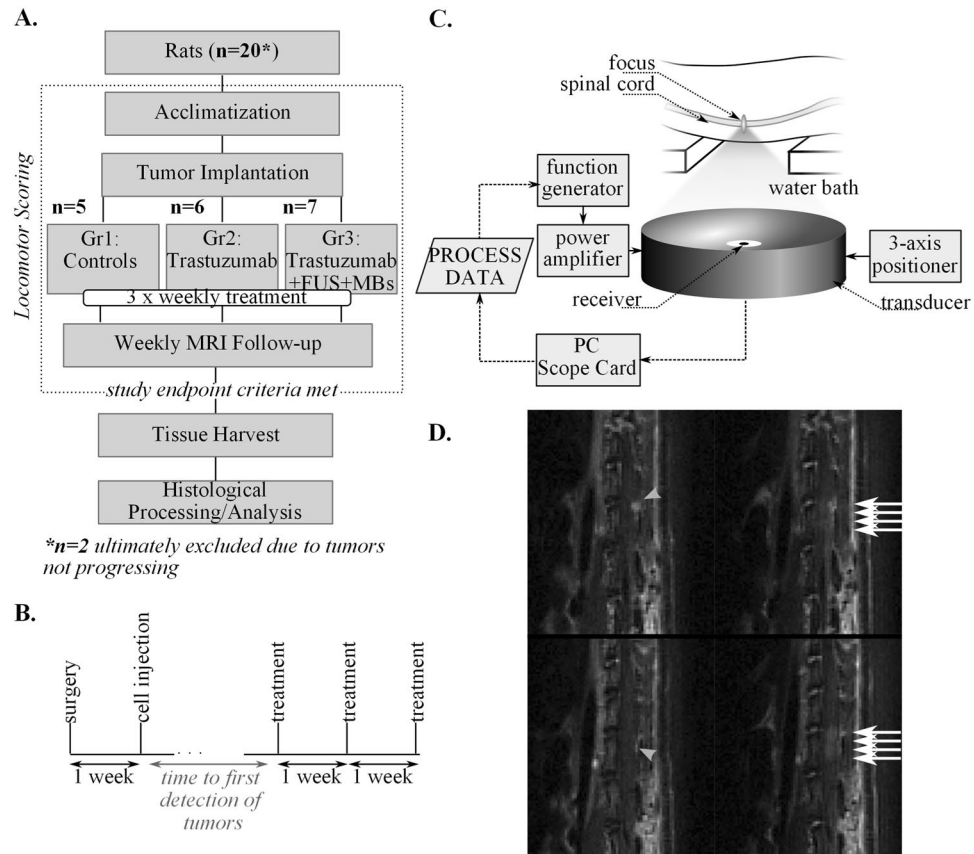 A.
Rats (n=20*)
Locomotor Scoring
Acclimatization
Tumor Implantation
n=5
n=6
n=7
Gr1:
Controls
Gr2:
Trastuzumab
Gr3:
Trastuzumab
+FUS+MBs
3 x weekly treatment
Weekly MRI Follow-up
study endpoint criteria met
Tissue Harvest
Histological
Processing/Analysis
*n=2 ultimately excluded due to tumors
not progressing
B.
surgery
cell injection
treatment
treatment
treatment
. . .
1 week
time to first
detection of
tumors
1 week
1 week
C.
focus
spinal cord
function
generator
water bath
PROCESS
DATA
power
amplifier
3-axis
positioner
receiver
transducer
PC
Scope Card
D.